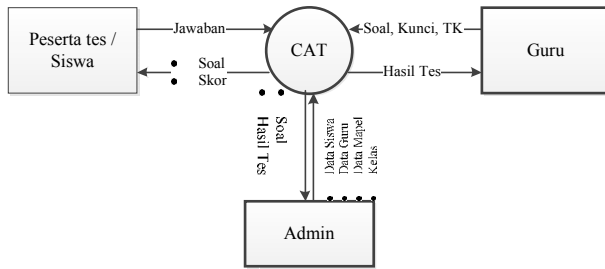 Peserta tes /
Siswa
Jawaban
CAT
Soal, Kunci, TK
Guru
• Soal
• Skor
Hasil Tes
• Soal
• Hasil Tes
• Data Siswa
• Data Guru
• Data Mapel
• Kelas
Admin